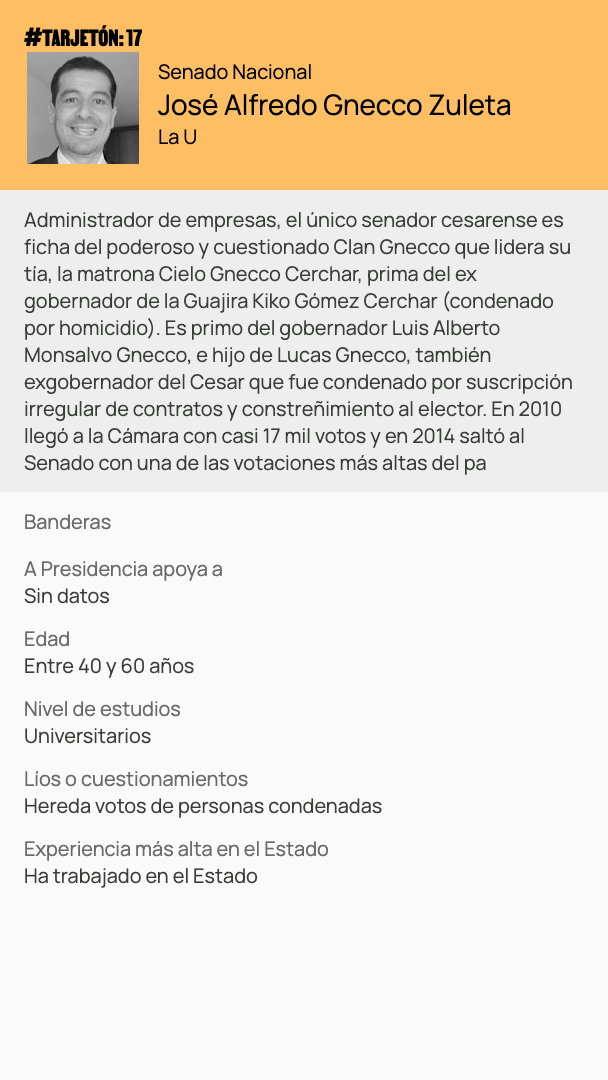 #TARJETÓN: 17
Senado Nacional
José Alfredo Gnecco Zuleta
La U
Administrador de empresas, el único senador cesarense es
ficha del poderoso y cuestionado Clan Gnecco que lidera su
tía, la matrona Cielo Gnecco Cerchar, prima del ex
gobernador de la Guajira Kiko Gómez Cerchar (condenado
por homicidio). Es primo del gobernador Luis Alberto
Monsalvo Gnecco, e hijo de Lucas Gnecco, también
exgobernador del Cesar que fue condenado por suscripción
irregular de contratos y constreñimiento al elector. En 2010
llegó a la Cámara con casi 17 mil votos y en 2014 saltó al
Senado con una de las votaciones más altas del pa
Banderas
A Presidencia apoya a
Sin datos
Edad
Entre 40 y 60 años
Nivel de estudios
Universitarios
Líos o cuestionamientos
Hereda votos de personas condenadas
Experiencia más alta en el Estado
Ha trabajado en el Estado